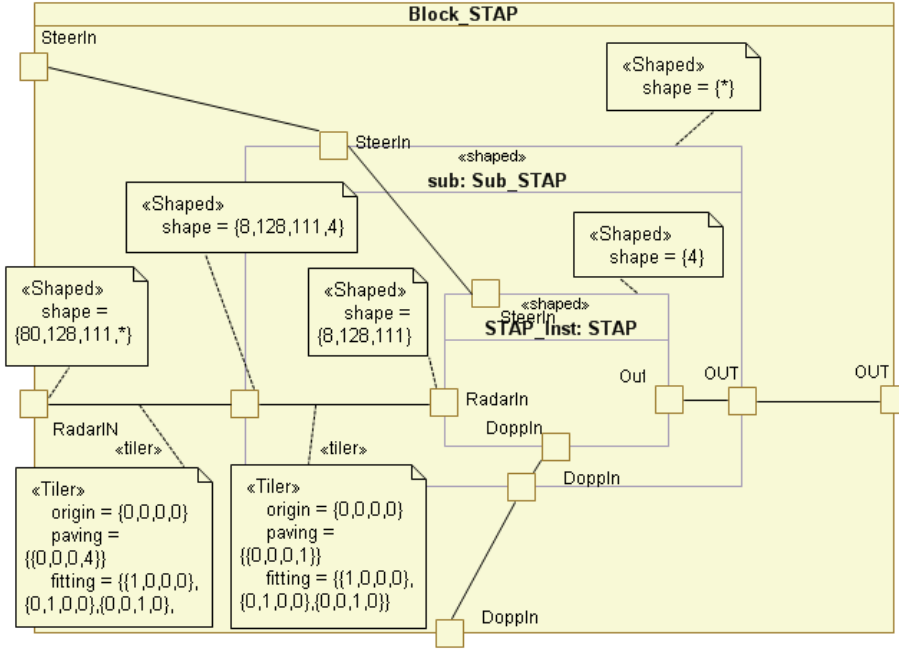 Block_STAP
SteerIn
«Shaped»
shape = {*}
SteerIn
«shaped»
sub: Sub_STAP
«Shaped»
shape = {8,128,111,4}
«Shaped»
shape = {4}
«Shaped»
shape =
{80,128,111,*}
«Shaped»
shape =
{8,128,111}
«shaped»
SteerIn
STAP_Inst: STAP
Out
OUT
OUT
RadarIn
RadarIN
DoppIn
«tiler»
«tiler»
DoppIn
«Tiler»
origin = {0,0,0,0}
paving =
{{0,0,0,4}}
fitting = {{1,0,0,0},
{0,1,0,0},{0,0,1,0},
«Tiler»
origin = {0,0,0,0}
paving =
{{0,0,0,1}}
fitting = {{1,0,0,0},
{0,1,0,0},{0,0,1,0}}
DoppIn